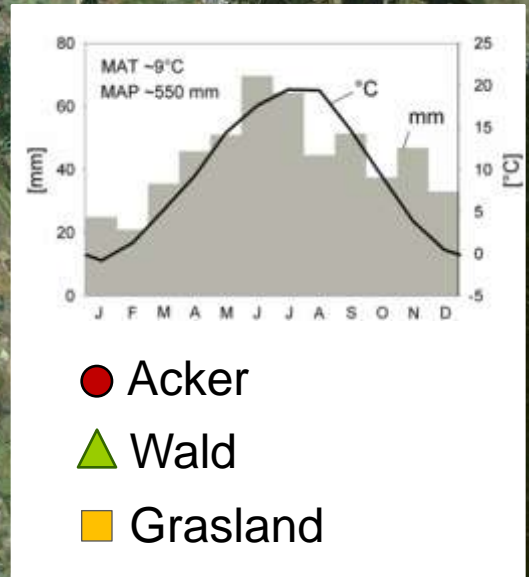 80
60
40
20
0
[mm]
MAT ~9°C
MAP ~550 mm
°C
mm
25
20
15
10
5
0
-5
[°C]
J F M A M J J A S O N D
Acker
Wald
Grasland